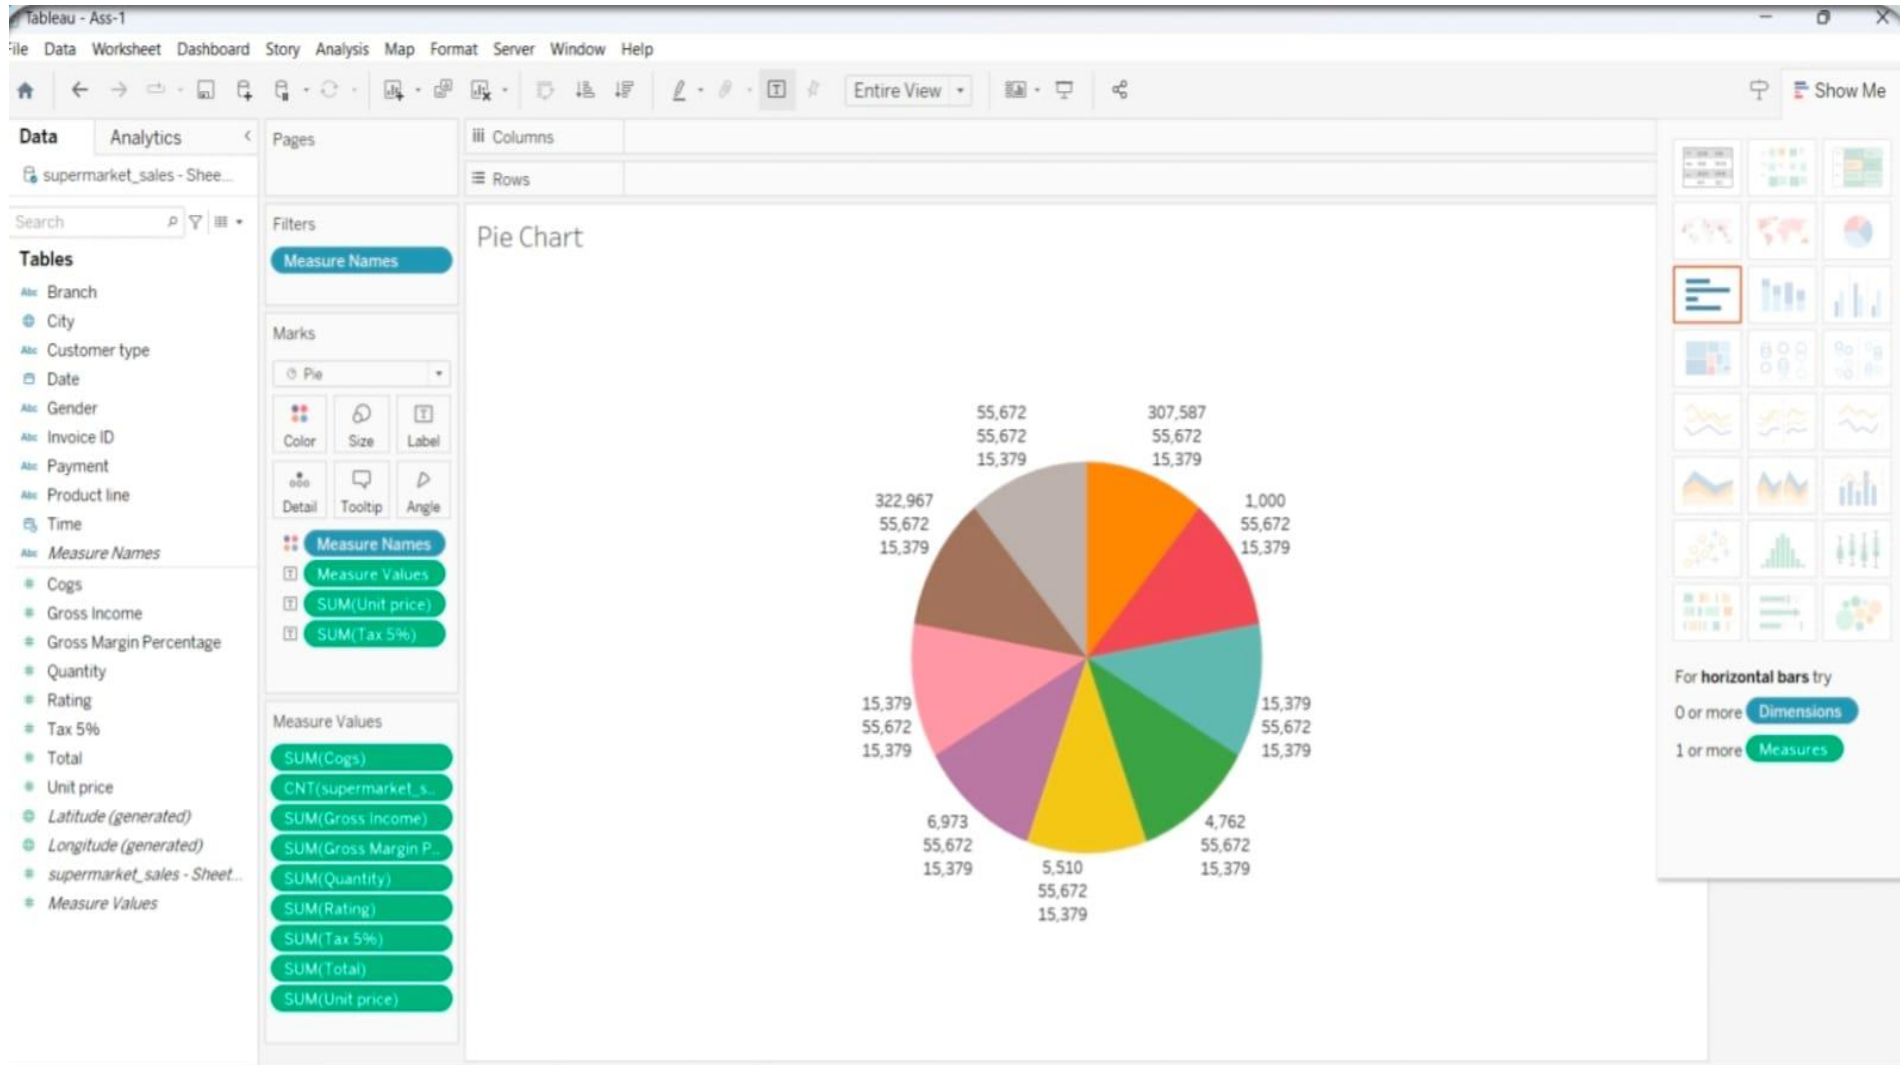 Tableau - Ass-1
File Data Worksheet Dashboard Story Analysis Map Format Server Window Help
Entire View
Show Me
Data Analytics
supermarket_sales - Shee...
Search
Tables
Abc Branch
City
Abc Customer type
Date
Abc Gender
Abc Invoice ID
Abc Payment
Abc Product line
Time
Abc Measure Names
# Cogs
# Gross Income
# Gross Margin Percentage
# Quantity
# Rating
# Tax 5%
# Total
# Unit price
Latitude (generated)
Longitude (generated)
# supermarket_sales - Sheet...
# Measure Values
Pages
Filters
Measure Names
Marks
Pie
Color Size Label
Detail Tooltip Angle
Measure Names
Measure Values
SUM(Unit price)
SUM(Tax 5%)
Measure Values
SUM(Cogs)
CNT(supermarket_s..
SUM(Gross Income)
SUM(Gross Margin P..
SUM(Quantity)
SUM(Rating)
SUM(Tax 5%)
SUM(Total)
SUM(Unit price)
Columns
Rows
Pie Chart
55,672
55,672
15,379
307,587
55,672
15,379
322,967
55,672
15,379
1,000
55,672
15,379
15,379
55,672
15,379
15,379
55,672
15,379
6,973
55,672
15,379
5,510
55,672
15,379
4,762
55,672
15,379
For horizontal bars try
0 or more Dimensions
1 or more Measures